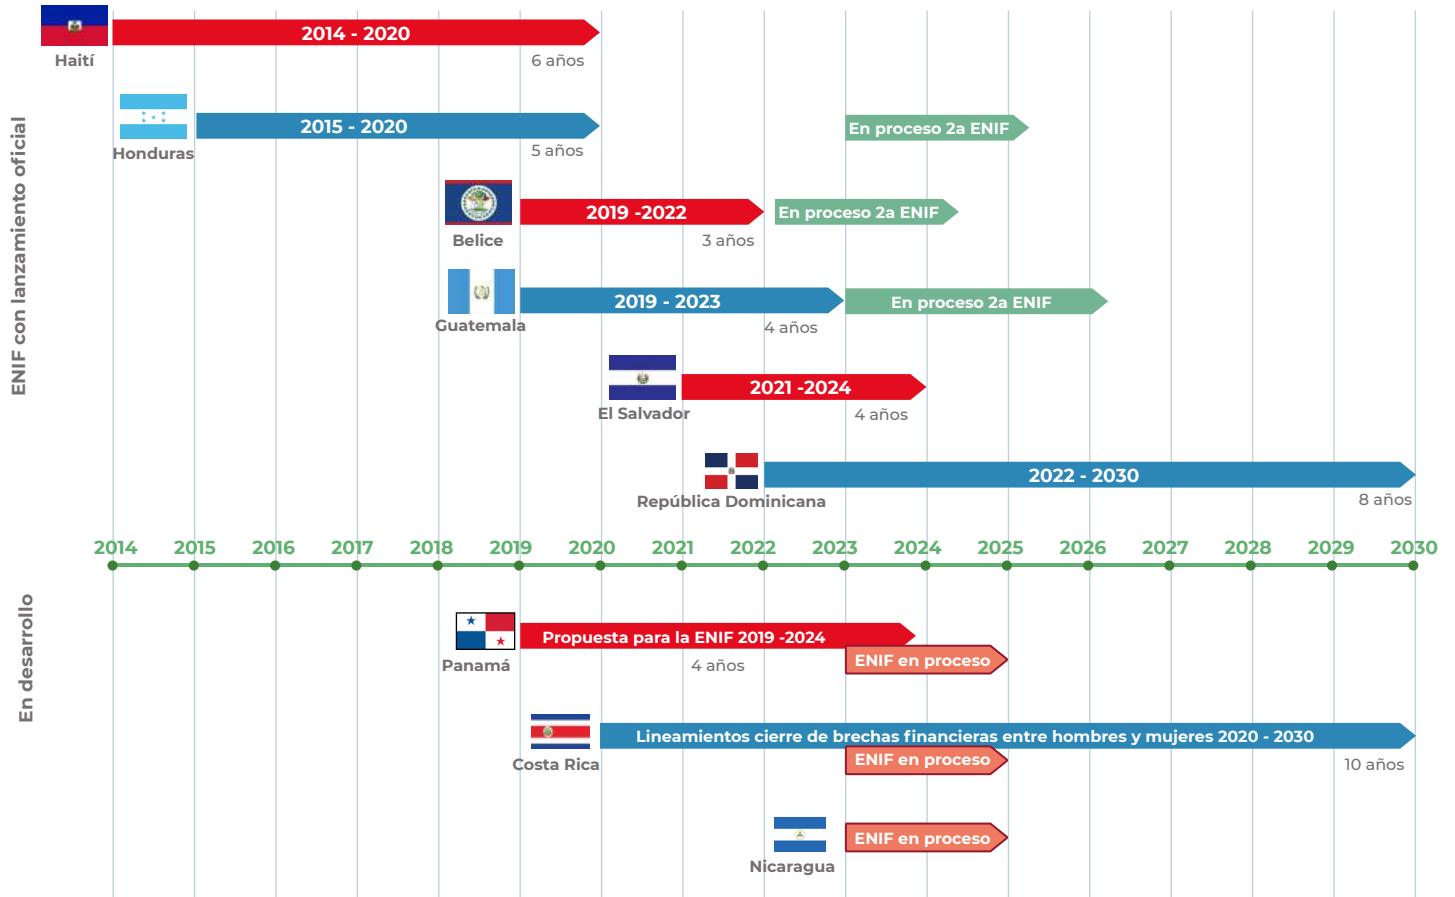 ENIF con lanzamiento oficial
Haití
2014 - 2020
6 años
Honduras
2015 - 2020
5 años
En proceso 2a ENIF
Belice
2019 -2022
3 años
En proceso 2a ENIF
Guatemala
2019 - 2023
4 años
En proceso 2a ENIF
El Salvador
2021 -2024
4 años
República Dominicana
2022 - 2030
8 años
2014 2015 2016 2017 2018 2019 2020 2021 2022 2023 2024 2025 2026 2027 2028 2029 2030
En desarrollo
Panamá
Propuesta para la ENIF 2019 -2024
4 años
ENIF en proceso
Costa Rica
Lineamientos cierre de brechas financieras entre hombres y mujeres 2020 - 2030
ENIF en proceso
10 años
Nicaragua
ENIF en proceso